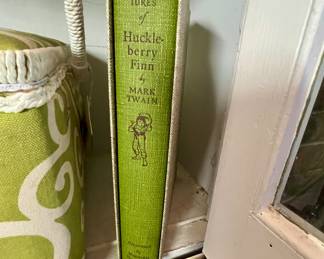 TURES
of
Huckle-
berry
Finn
by
MARK
TWAIN